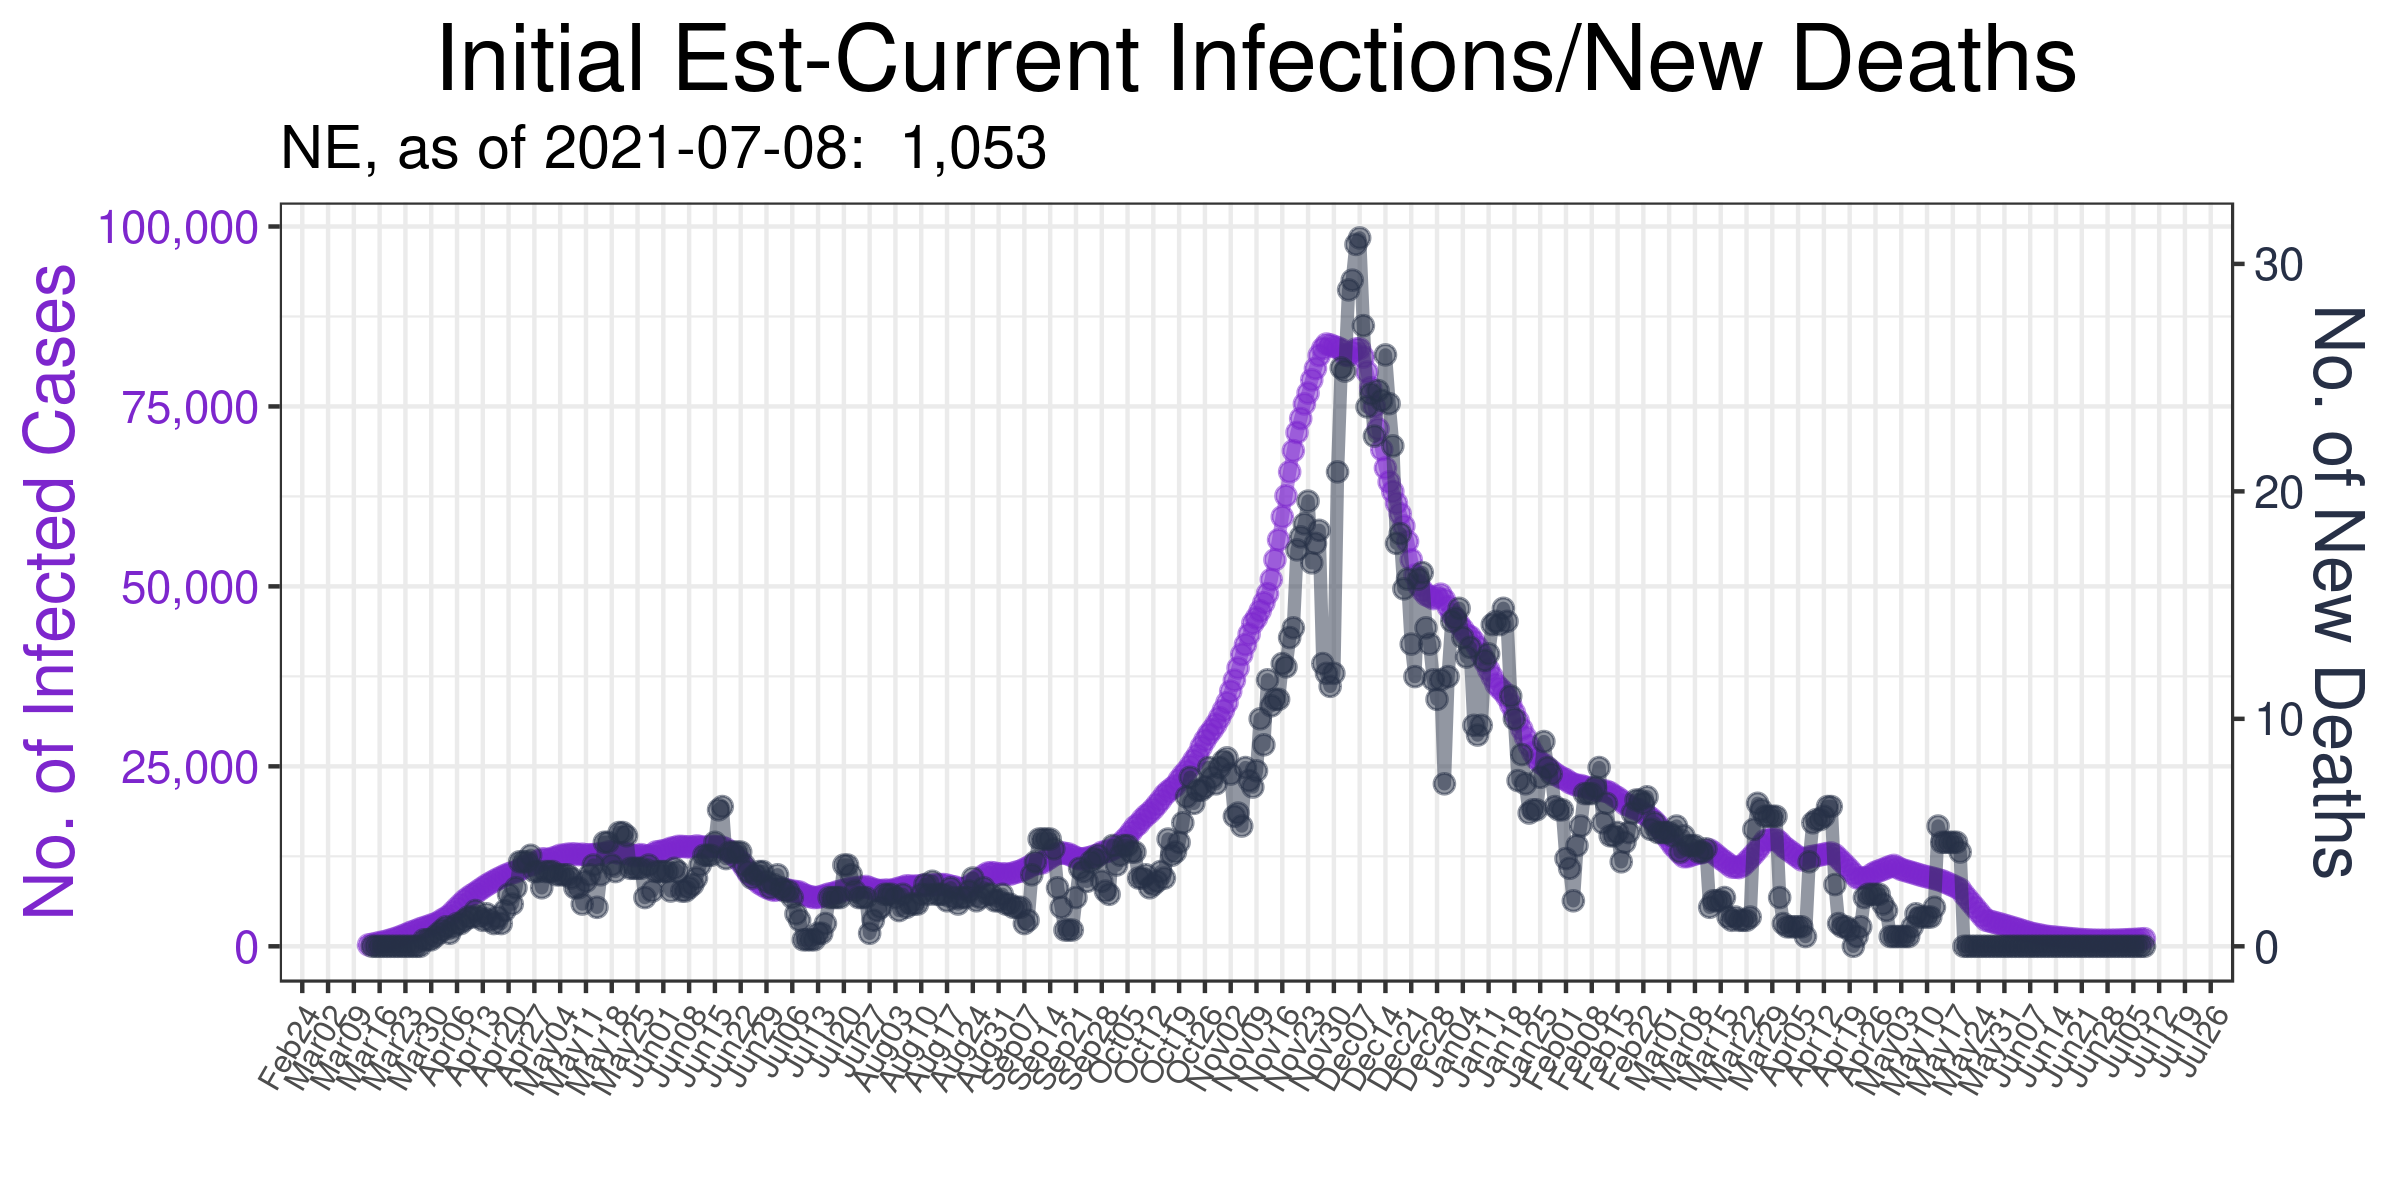 Initial Est-Current Infections/New Deaths
NE, as of 2021-07-08:  1,053
No. of Infected Cases
100,000
75,000
50,000
25,000
0
30
20
10
0
No. of New Deaths
Feb24
Mar02
Mar09
Mar16
Mar23
Mar30
Apr06
Apr13
Apr20
Apr27
May04
May11
May18
May25
Jun01
Jun08
Jun15
Jun22
Jun29
Jul06
Jul13
Jul20
Jul27
Aug03
Aug10
Aug17
Aug24
Aug31
Sep07
Sep14
Sep21
Sep28
Oct05
Oct12
Oct19
Oct26
Nov02
Nov09
Nov16
Nov23
Nov30
Dec07
Dec14
Dec21
Dec28
Jan04
Jan11
Jan18
Jan25
Feb01
Feb08
Feb15
Feb22
Mar01
Mar08
Mar15
Mar22
Mar29
Apr05
Apr12
Apr19
Apr26
May03
May10
May17
May24
May31
Jun07
Jun14
Jun21
Jun28
Jul05
Jul12
Jul19
Jul26